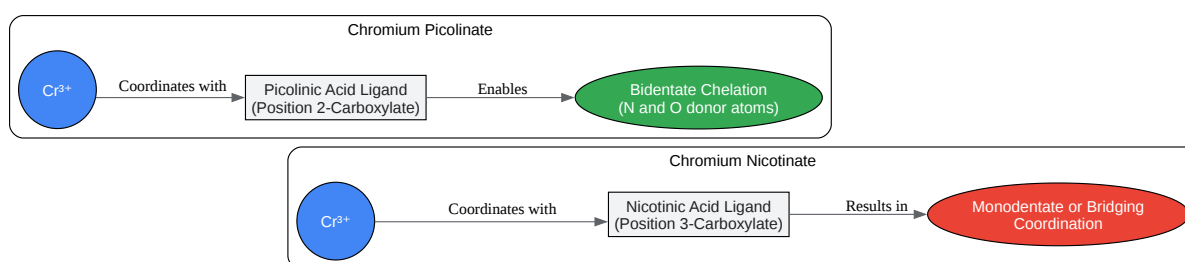 Chromium Picolinate
Cr³⁺
Coordinates with
Picolinic Acid Ligand
(Position 2-Carboxylate)
Enables
Bidentate Chelation
(N and O donor atoms)
Chromium Nicotinate
Cr³⁺
Coordinates with
Nicotinic Acid Ligand
(Position 3-Carboxylate)
Results in
Monodentate or Bridging
Coordination